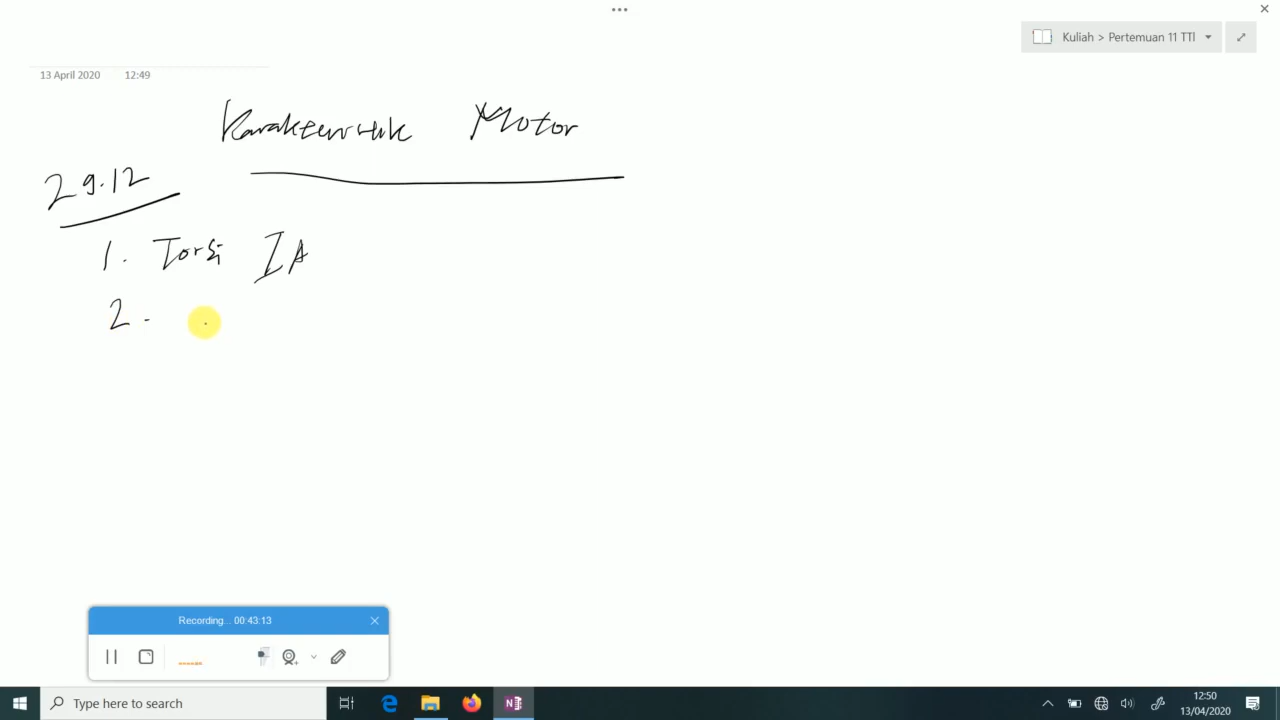 Kuliah > Pertemuan 11 TTI
13 April 2020 12:49
Karakteristik Motor
29.12
1. Torsi IA
2.
Recording... 00:43:13
Type here to search
12:50
13/04/2020